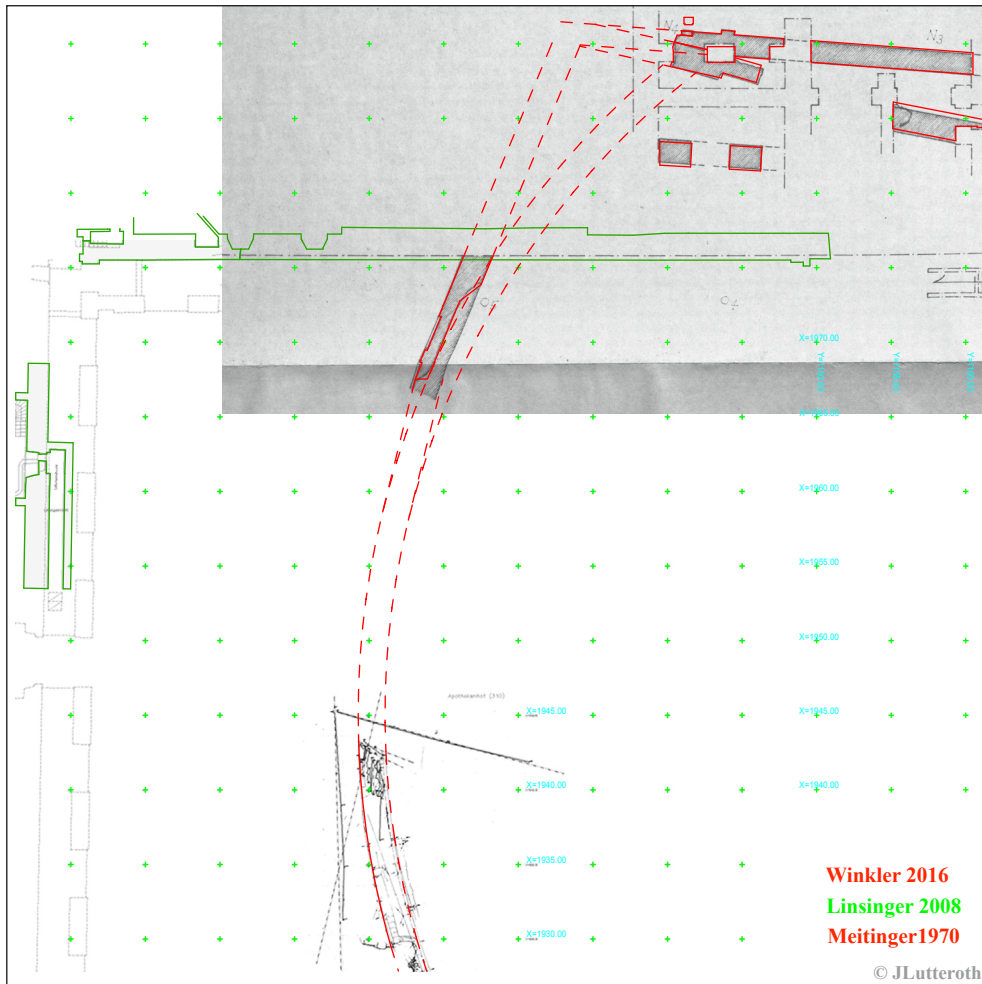 N4
N3
O4
X=1970.00
X=1960.00
X=1955.00
X=1950.00
Apothekenhof (310)
X=1945.00
X=1945.00
X=1940.00
X=1940.00
X=1935.00
X=1930.00
Winkler 2016
Linsinger 2008
Meitinger1970
© JLutteroth